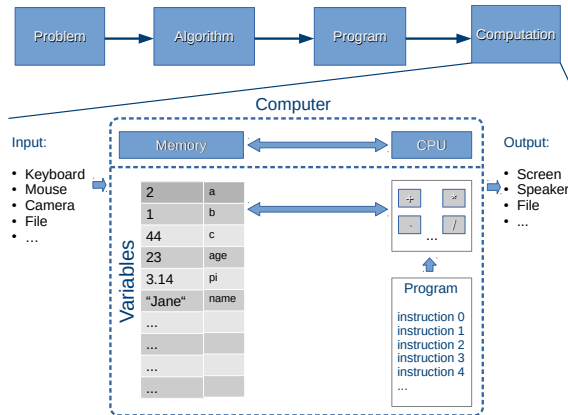 Problem
Algorithm
Program
Computation
Computer
Input:
• Keyboard
• Mouse
• Camera
• File
• ...
Memory
CPU
Output:
• Screen
• Speaker
• File
• ...
Variables
2 a
1 b
44 c
23 age
3.14 pi
“Jane“ name
...
...
...
...
+ *
- /
...
Program
instruction 0
instruction 1
instruction 2
instruction 3
instruction 4
...